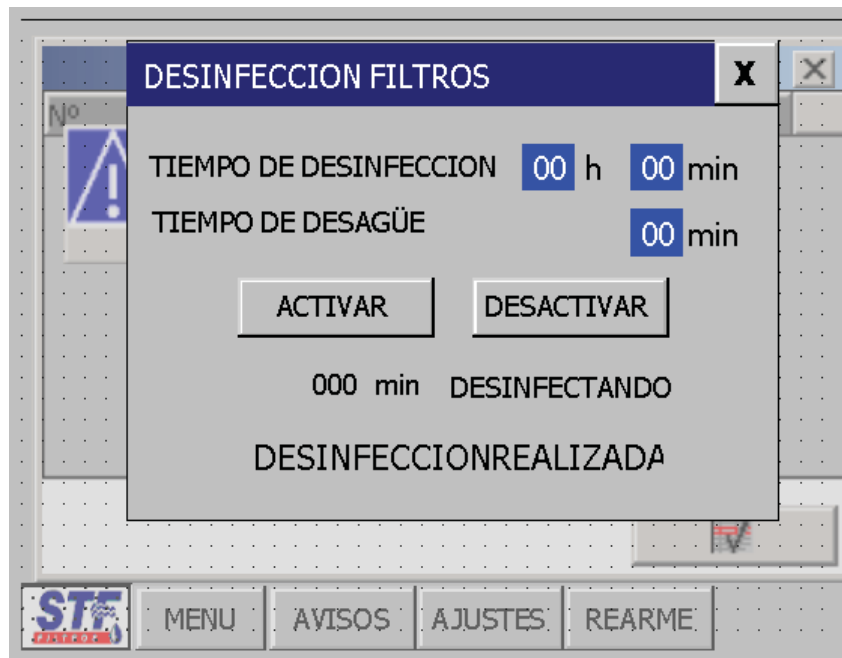 DESINFECCION FILTROS X
Nº
TIEMPO DE DESINFECCION 00 h 00 min
TIEMPO DE DESAGÜE 00 min
ACTIVAR DESACTIVAR
000 min DESINFECTANDO
DESINFECCIONREALIZADA
STF MENU AVISOS AJUSTES REARME
FILTROS